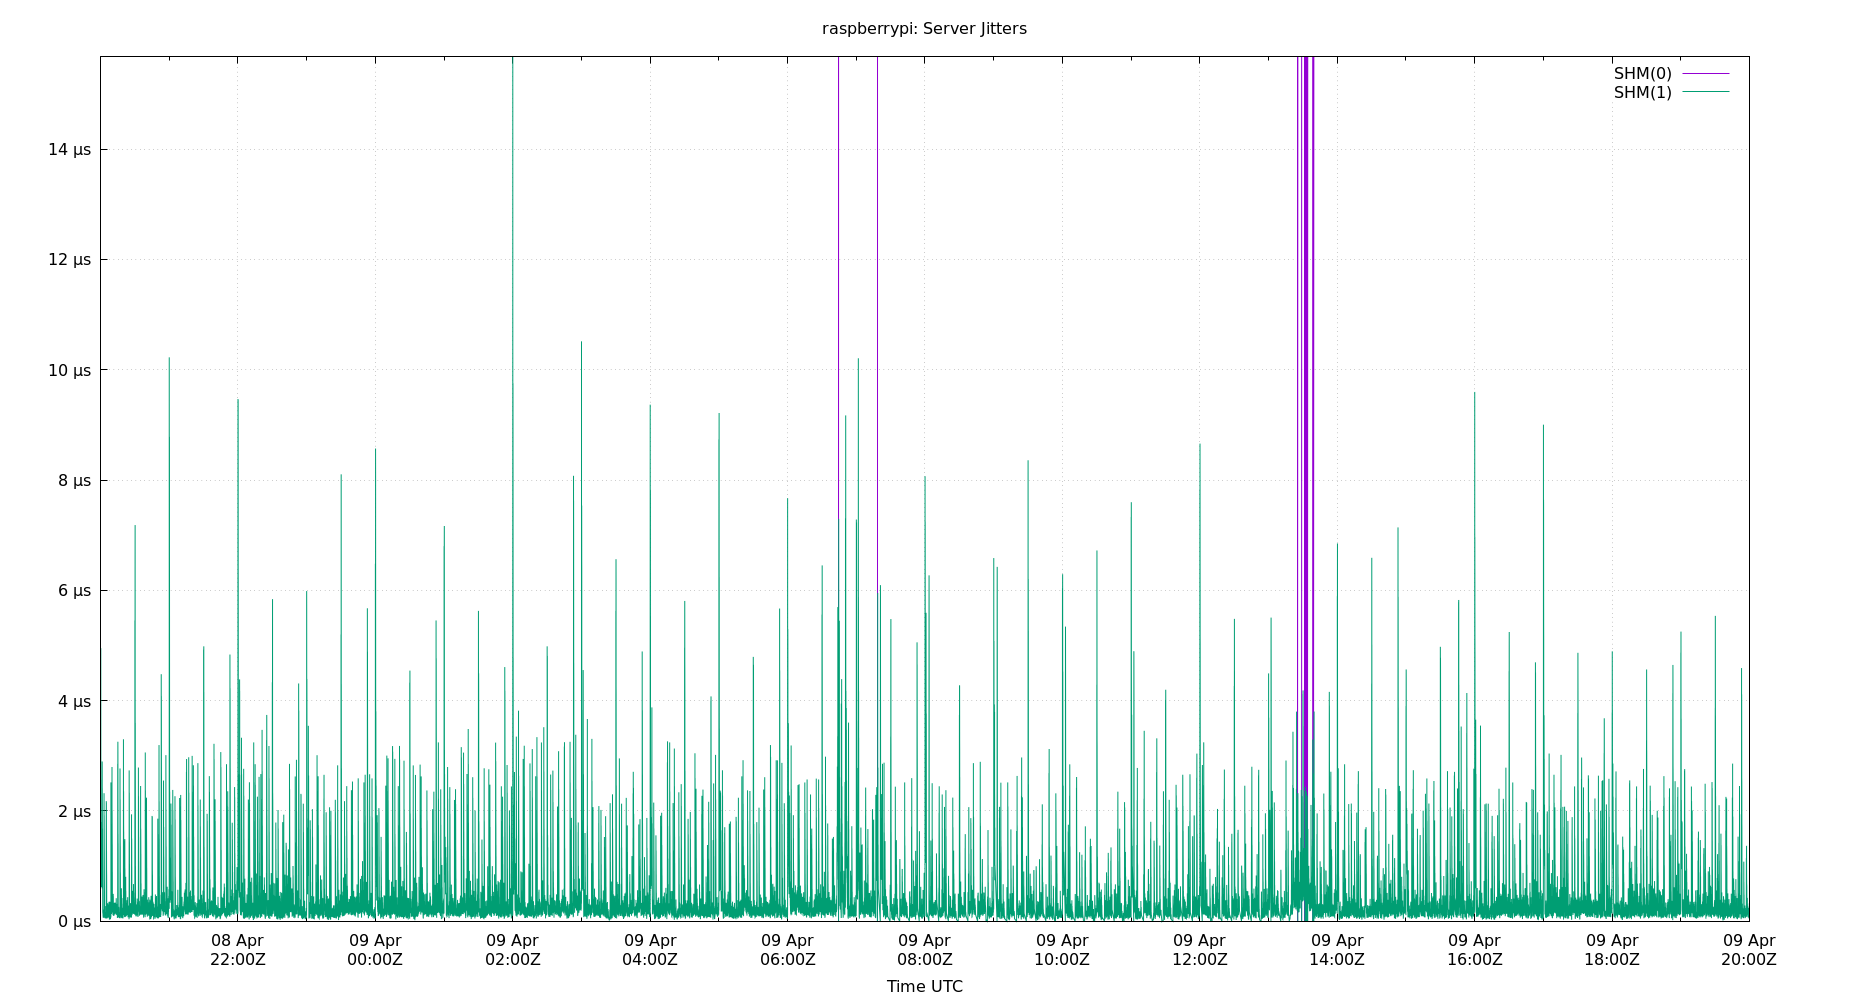 raspberrypi: Server Jitters
SHM(0)
SHM(1)
14 µs
12 µs
10 µs
8 µs
6 µs
4 µs
2 µs
0 µs
08 Apr 22:00Z
09 Apr 00:00Z
09 Apr 02:00Z
09 Apr 04:00Z
09 Apr 06:00Z
09 Apr 08:00Z
09 Apr 10:00Z
09 Apr 12:00Z
09 Apr 14:00Z
09 Apr 16:00Z
09 Apr 18:00Z
09 Apr 20:00Z
Time UTC